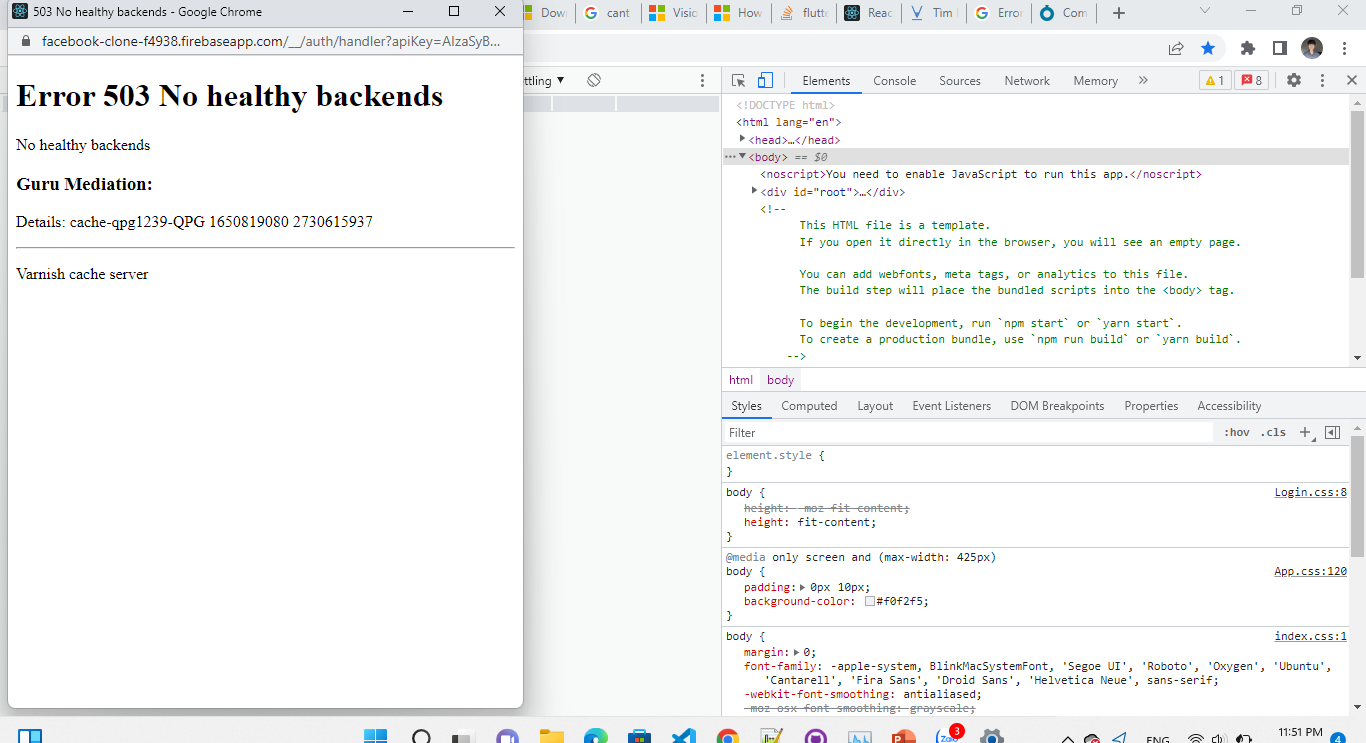 503 No healthy backends - Google Chrome
Dow
cant
Visic
How
flutte
Reac
Tim
Erro
Com
facebook-clone-f4938.firebaseapp.com/__/auth/handler?apiKey=AIzaSyB...
ttling ▼
Elements
Console
Sources
Network
Memory
»
1
8
Error 503 No healthy backends
No healthy backends
Guru Mediation:
Details: cache-qpg1239-QPG 1650819080 2730615937
Varnish cache server
<!DOCTYPE html>
<html lang="en">
<head>…</head>
<body> == $0
<noscript>You need to enable JavaScript to run this app.</noscript>
<div id="root">…</div>
<!--
This HTML file is a template.
If you open it directly in the browser, you will see an empty page.
You can add webfonts, meta tags, or analytics to this file.
The build step will place the bundled scripts into the <body> tag.
To begin the development, run `npm start` or `yarn start`.
To create a production bundle, use `npm run build` or `yarn build`.
-->
html
body
Styles
Computed
Layout
Event Listeners
DOM Breakpoints
Properties
Accessibility
Filter
:hov
.cls
element.style {
}
body {
Login.css:8
height: -moz-fit-content;
height: fit-content;
}
@media only screen and (max-width: 425px)
body {
App.css:120
padding: 0px 10px;
background-color: #f0f2f5;
}
body {
index.css:1
margin: 0;
font-family: -apple-system, BlinkMacSystemFont, 'Segoe UI', 'Roboto', 'Oxygen', 'Ubuntu',
'Cantarell', 'Fira Sans', 'Droid Sans', 'Helvetica Neue', sans-serif;
-webkit-font-smoothing: antialiased;
-moz-osx-font-smoothing: grayscale;
Zalo
3
ENG
11:51 PM
4